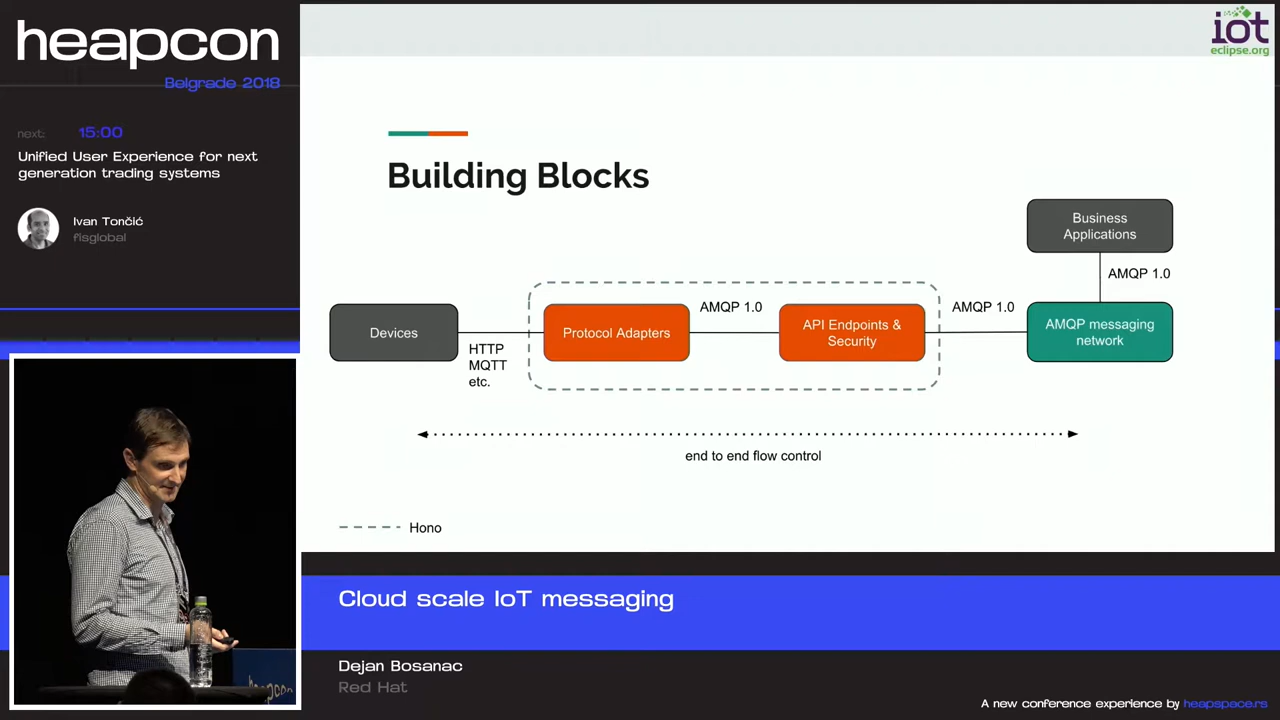 heapcon
Belgrade 2018
next: 15:00
Unified User Experience for next
generation trading systems
Ivan Tončić
fisglobal
iot
eclipse.org
Building Blocks
Business
Applications
AMQP 1.0
Devices
HTTP
MQTT
etc.
Protocol Adapters
AMQP 1.0
API Endpoints &
Security
AMQP 1.0
AMQP messaging
network
end to end flow control
Hono
heapcon
Cloud scale IoT messaging
Dejan Bosanac
Red Hat
A new conference experience by heapspace.rs